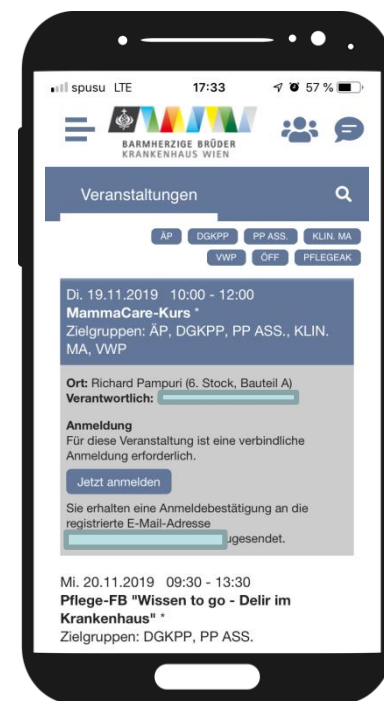 spusu LTE 17:33 57 %
BARMHERZIGE BRÜDER
KRANKENHAUS WIEN
Veranstaltungen
ÄP DGKPP PP ASS. KLIN. MA
VWP ÖFF PFLEGEAK
Di. 19.11.2019 10:00 - 12:00
MammaCare-Kurs *
Zielgruppen: ÄP, DGKPP, PP ASS., KLIN.
MA, VWP
Ort: Richard Pampuri (6. Stock, Bauteil A)
Verantwortlich:
Anmeldung
Für diese Veranstaltung ist eine verbindliche
Anmeldung erforderlich.
Jetzt anmelden
Sie erhalten eine Anmeldebestätigung an die
registrierte E-Mail-Adresse
ugesendet.
Mi. 20.11.2019 09:30 - 13:30
Pflege-FB "Wissen to go - Delir im
Krankenhaus" *
Zielgruppen: DGKPP, PP ASS.